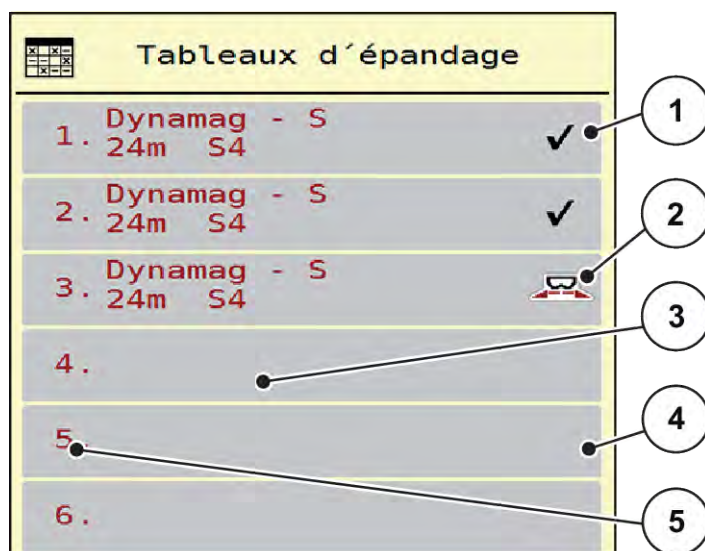 Tableaux d´épandage
1. Dynamag - S
24m S4
1
2. Dynamag - S
24m S4
2
3. Dynamag - S
24m S4
3
4.
4
5.
5
6.